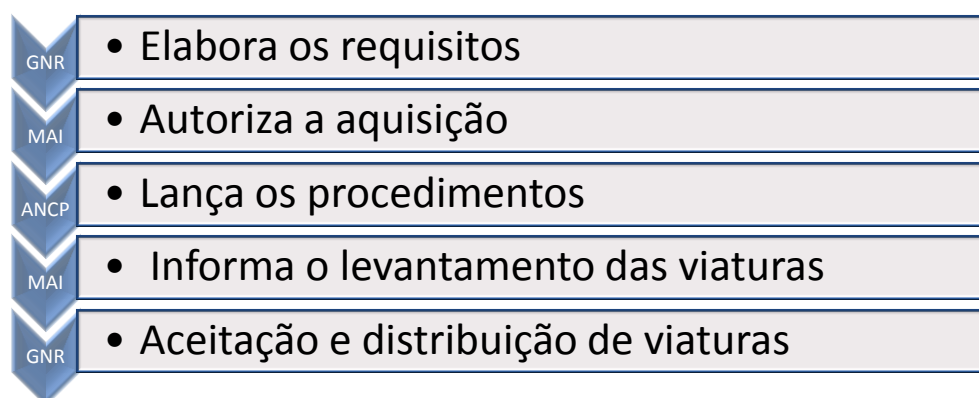 GNR • Elabora os requisitos
MAI • Autoriza a aquisição
ANCP • Lança os procedimentos
MAI • Informa o levantamento das viaturas
GNR • Aceitação e distribuição de viaturas